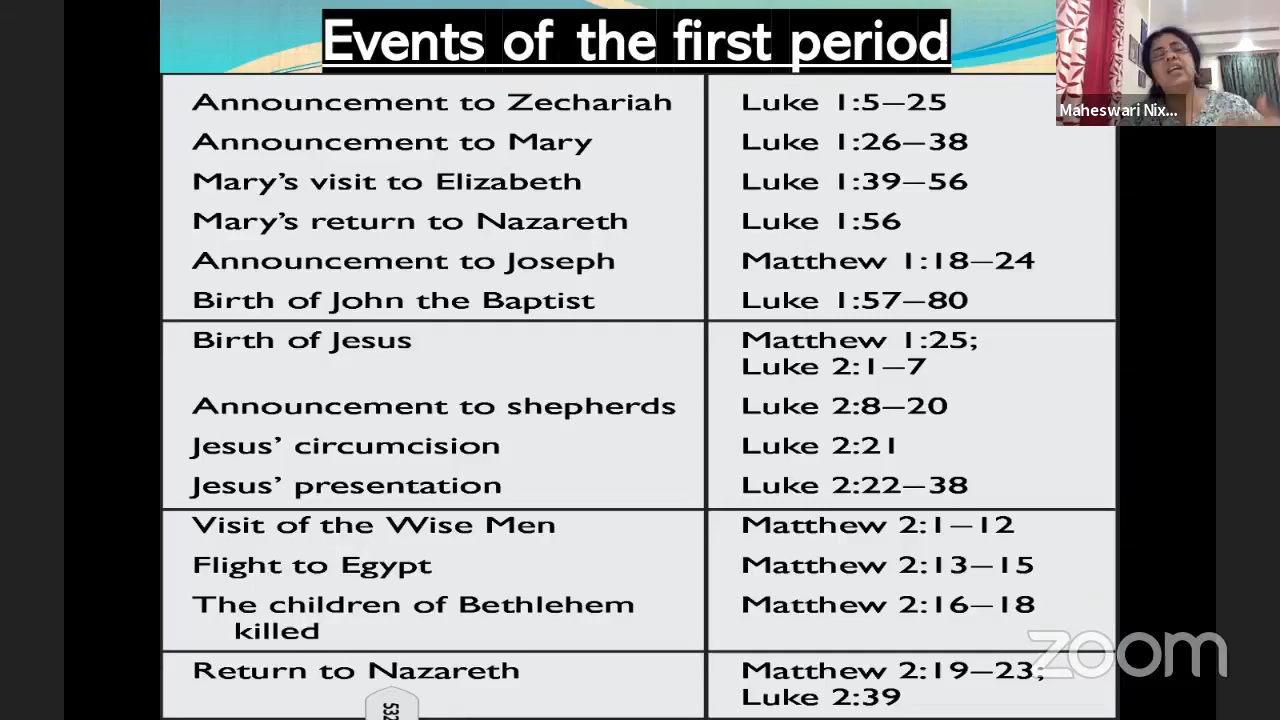 Events of the first period
Maheswari Nix...
Announcement to Zechariah Luke 1:5–25
Announcement to Mary Luke 1:26–38
Mary's visit to Elizabeth Luke 1:39–56
Mary's return to Nazareth Luke 1:56
Announcement to Joseph Matthew 1:18–24
Birth of John the Baptist Luke 1:57–80
Birth of Jesus Matthew 1:25;
Luke 2:1–7
Announcement to shepherds Luke 2:8–20
Jesus' circumcision Luke 2:21
Jesus' presentation Luke 2:22–38
Visit of the Wise Men Matthew 2:1–12
Flight to Egypt Matthew 2:13–15
The children of Bethlehem Matthew 2:16–18
killed
zoom
Return to Nazareth Matthew 2:19–23;
Luke 2:39